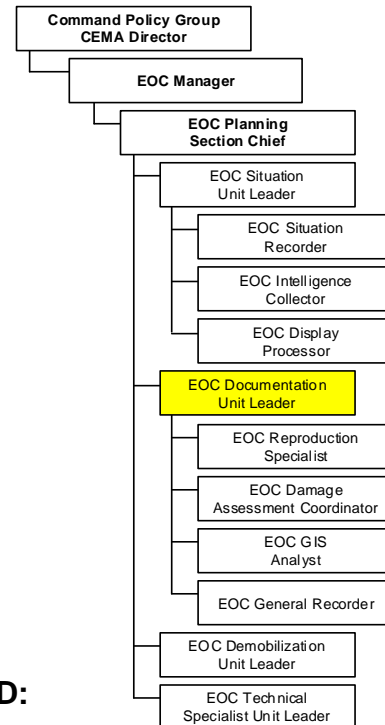 Command Policy Group
CEMA Director
EOC Manager
EOC Planning
Section Chief
EOC Situation
Unit Leader
EOC Situation
Recorder
EOC Intelligence
Collector
EOC Display
Processor
EOC Documentation
Unit Leader
EOC Reproduction
Specialist
EOC Damage
Assessment Coordinator
EOC GIS
Analyst
EOC General Recorder
EOC Demobilization
Unit Leader
D:
EOC Technical
Specialist Unit Leader